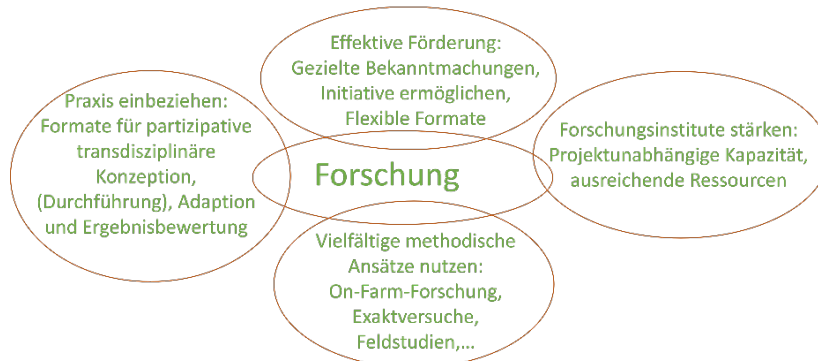 Effektive Förderung:
Gezielte Bekanntmachungen,
Initiative ermöglichen,
Flexible Formate
Praxis einbeziehen:
Formate für partizipative
transdisziplinäre
Konzeption,
(Durchführung), Adaption
und Ergebnisbewertung
Forschung
Forschungsinstitute stärken:
Projektunabhängige Kapazität,
ausreichende Ressourcen
Vielfältige methodische
Ansätze nutzen:
On-Farm-Forschung,
Exaktversuche,
Feldstudien,...